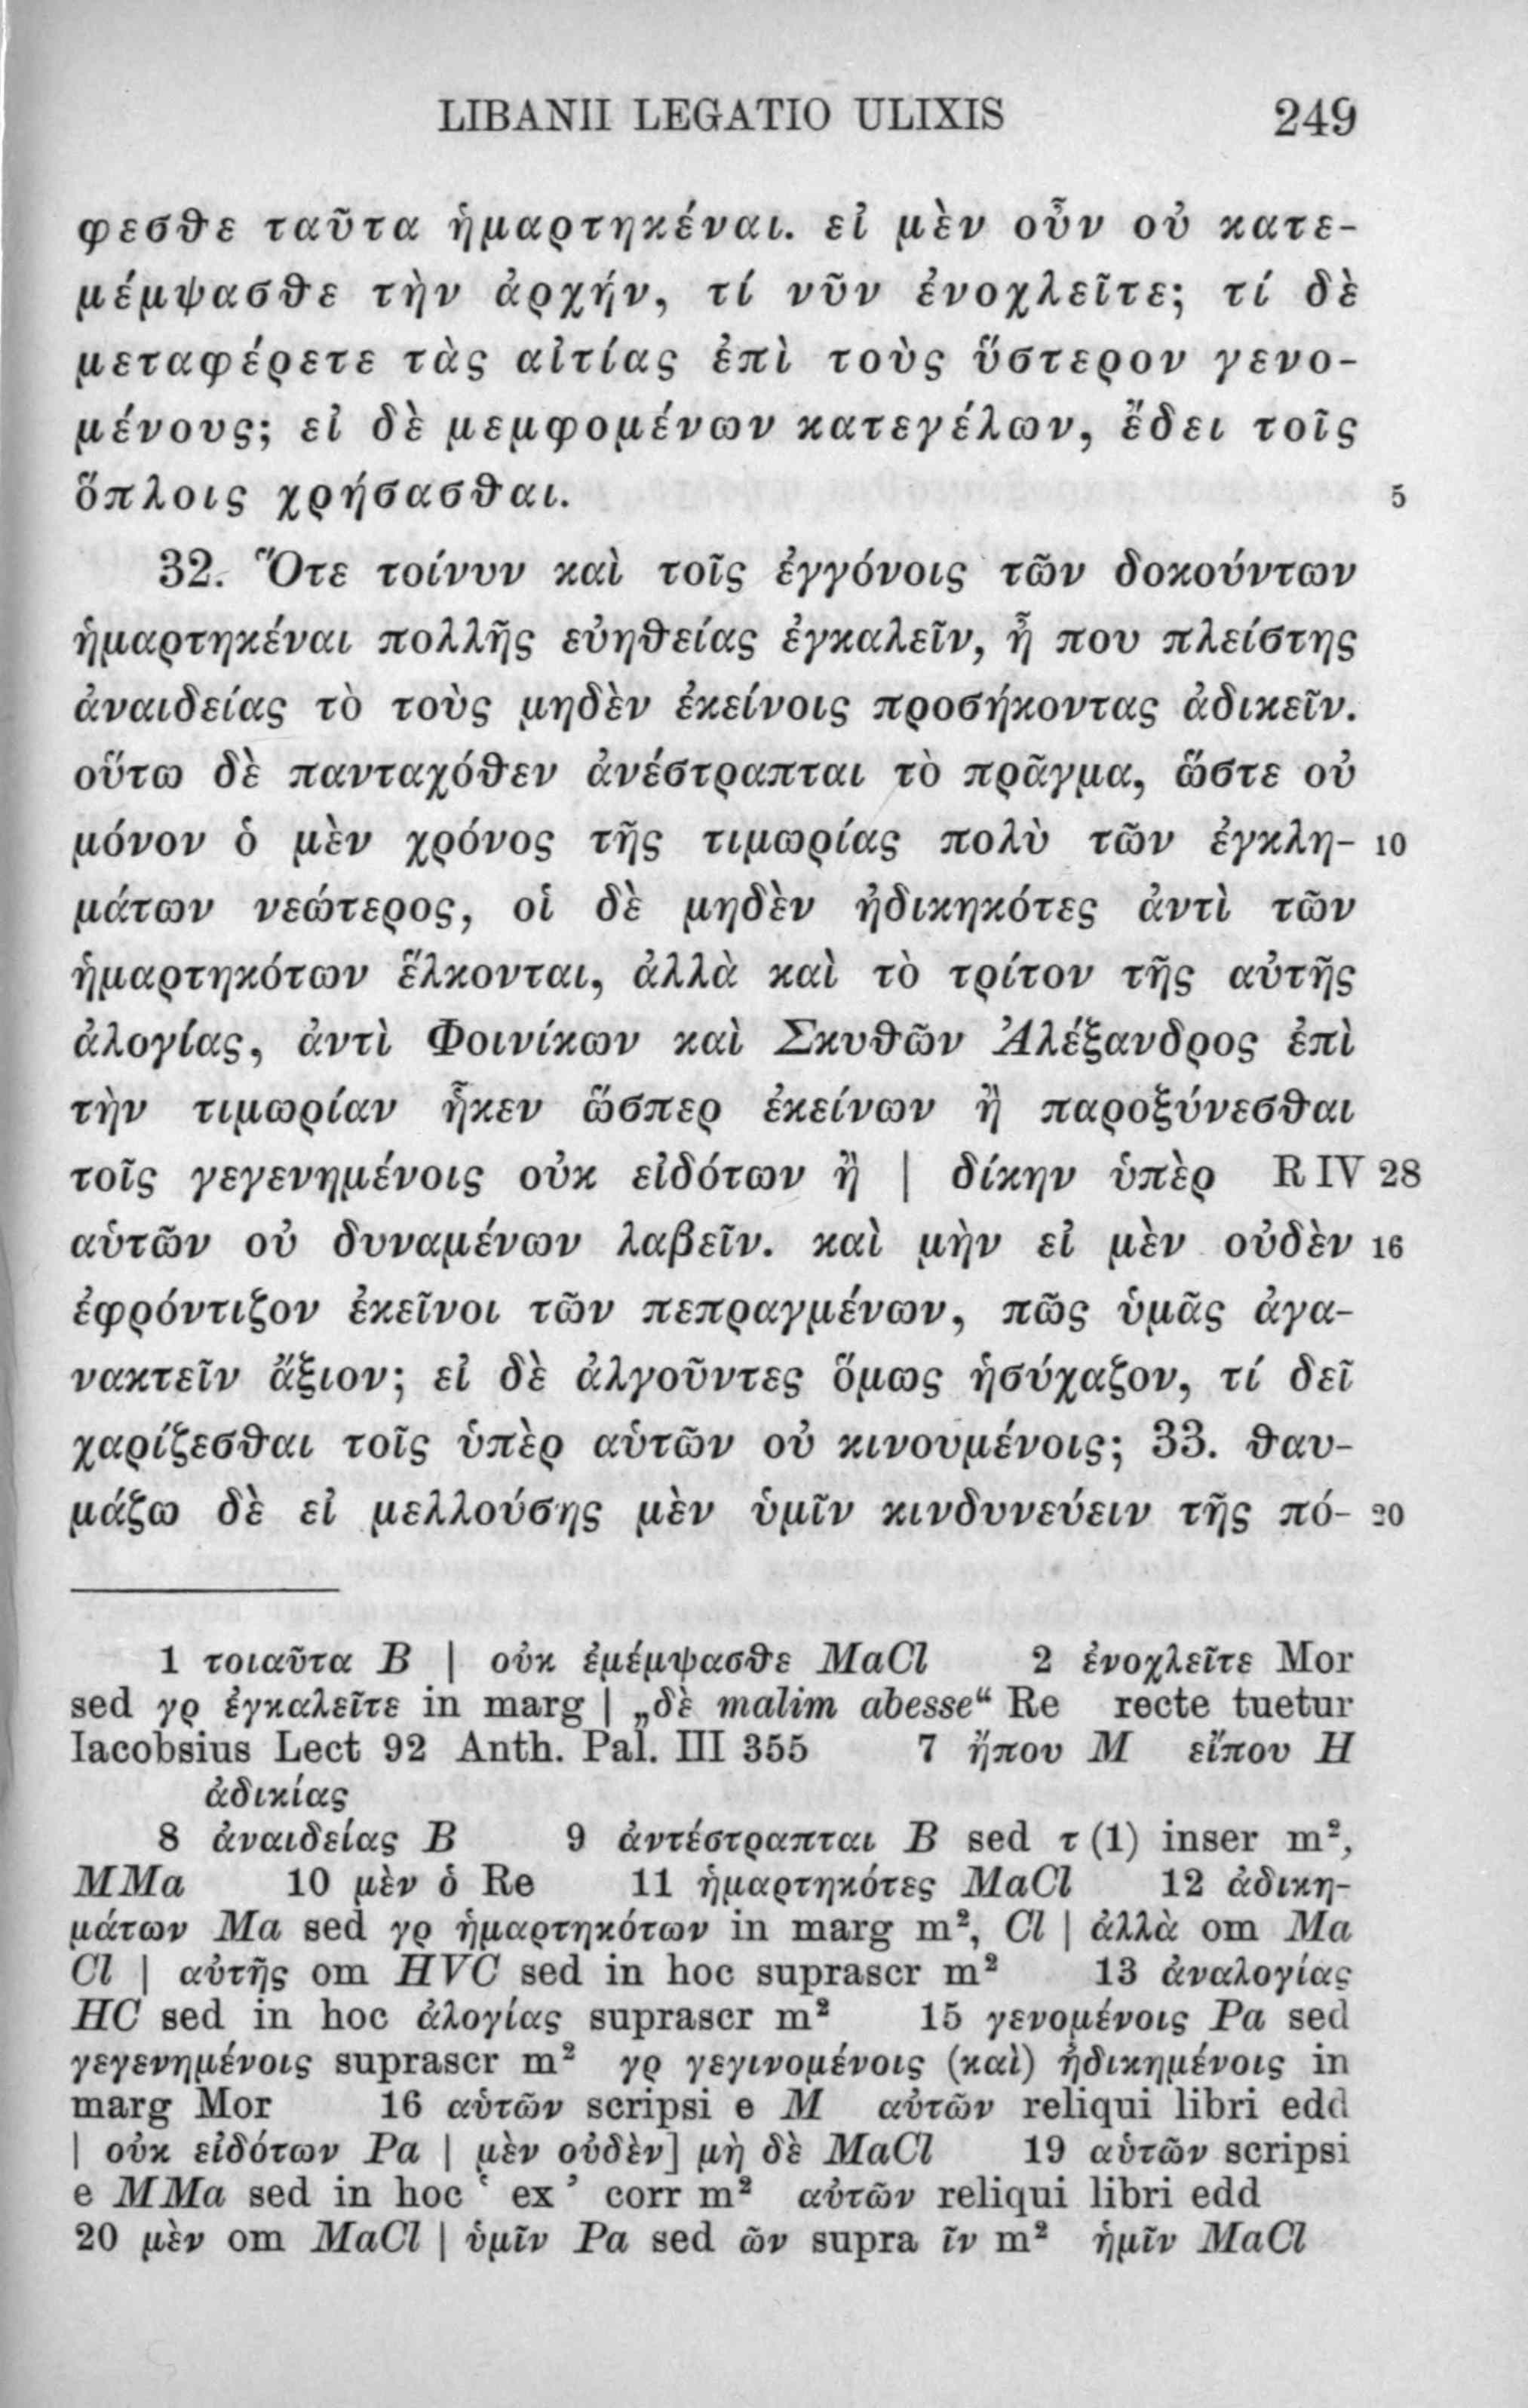 LIBANII LEGATIO ULIXIS 249
φεσθε ταῦτα ἡμαρτηκέναι. εἰ μὲν οὖν οὐ κατε-
μέμψασθε τὴν ἀρχήν, τί νῦν ἐνοχλεῖτε; τί δὲ
μεταφέρετε τὰς αἰτίας ἐπὶ τοὺς ὕστερον γενο-
μένους; εἰ δὲ μεμφομένων κατεγέλων, ἔδει τοῖς
ὅπλοις χρήσασθαι. 5
32. Ὅτε τοίνυν καὶ τοῖς ἐγγόνοις τῶν δοκούντων
ἡμαρτηκέναι πολλῆς εὐηθείας ἐγκαλεῖν, ἦ που πλείστης
ἀναιδείας τὸ τοὺς μηδὲν ἐκείνοις προσήκοντας ἀδικεῖν.
οὕτω δὲ πανταχόθεν ἀνέστραπται τὸ πρᾶγμα, ὥστε οὐ
μόνον ὁ μὲν χρόνος τῆς τιμωρίας πολὺ τῶν ἐγκλη- 10
μάτων νεώτερος, οἱ δὲ μηδὲν ἠδικηκότες ἀντὶ τῶν
ἡμαρτηκότων ἕλκονται, ἀλλὰ καὶ τὸ τρίτον τῆς αὐτῆς
ἀλογίας, ἀντὶ Φοινίκων καὶ Σκυθῶν Ἀλέξανδρος ἐπὶ
τὴν τιμωρίαν ἧκεν ὥσπερ ἐκείνων ἢ παροξύνεσθαι
τοῖς γεγενημένοις οὐκ εἰδότων ἢ | δίκην ὑπὲρ R IV 28
αὑτῶν οὐ δυναμένων λαβεῖν. καὶ μὴν εἰ μὲν οὐδὲν 16
ἐφρόντιζον ἐκεῖνοι τῶν πεπραγμένων, πῶς ὑμᾶς ἀγα-
νακτεῖν ἄξιον; εἰ δὲ ἀλγοῦντες ὅμως ἡσύχαζον, τί δεῖ
χαρίζεσθαι τοῖς ὑπὲρ αὑτῶν οὐ κινουμένοις; 33. θαυ-
μάζω δὲ εἰ μελλούσης μὲν ὑμῖν κινδυνεύειν τῆς πό- 20
1 τοιαῦτα B | οὐκ ἐμέμψασθε MaCl 2 ἐνοχλεῖτε Mor
sed γρ ἐγκαλεῖτε in marg | „δὲ malim abesse“ Re recte tuetur
Iacobsius Lect 92 Anth. Pal. III 355 7 ἤπου M εἴπου H
ἀδικίας
8 ἀναιδείας B 9 ἀντέστραπται B sed τ (1) inser m²,
MMa 10 μὲν ὁ Re 11 ἡμαρτηκότες MaCl 12 ἀδικη-
μάτων Ma sed γρ ἡμαρτηκότων in marg m², Cl | ἀλλὰ om Ma
Cl | αὐτῆς om HVC sed in hoc suprascr m² 13 ἀναλογίας
HC sed in hoc ἀλογίας suprascr m² 15 γενομένοις Pa sed
γεγενημένοις suprascr m² γρ γεγινομένοις (καὶ) ἠδικημένοις in
marg Mor 16 αὑτῶν scripsi e M αὐτῶν reliqui libri edd
| οὐκ εἰδότων Pa | μὲν οὐδὲν] μὴ δὲ MaCl 19 αὑτῶν scripsi
e MMa sed in hoc ʽ ex ʼ corr m² αὐτῶν reliqui libri edd
20 μὲν om MaCl | ὑμῖν Pa sed ῶν supra ῖν m² ἡμῖν MaCl